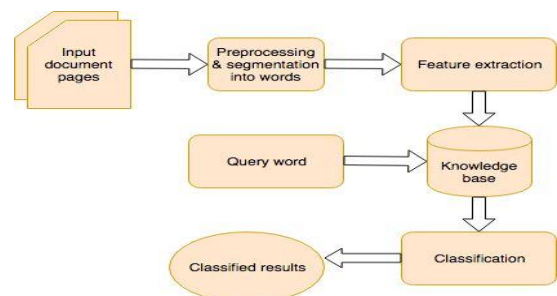 Input
document
pages
Preprocessing
& segmentation
into words
Feature extraction
Query word
Knowledge
base
Classified results
Classification